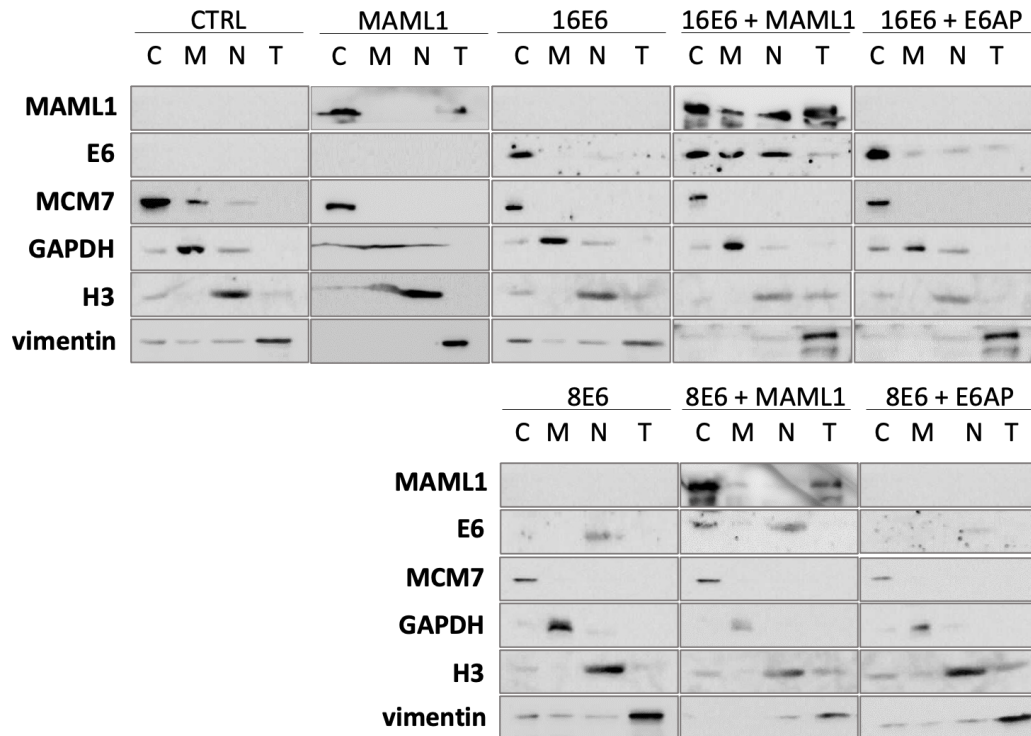 CTRL MAML1 16E6 16E6 + MAML1 16E6 + E6AP
C M N T C M N T C M N T C M N T C M N T
MAML1
E6
MCM7
GAPDH
H3
vimentin
8E6 8E6 + MAML1 8E6 + E6AP
C M N T C M N T C M N T
MAML1
E6
MCM7
GAPDH
H3
vimentin